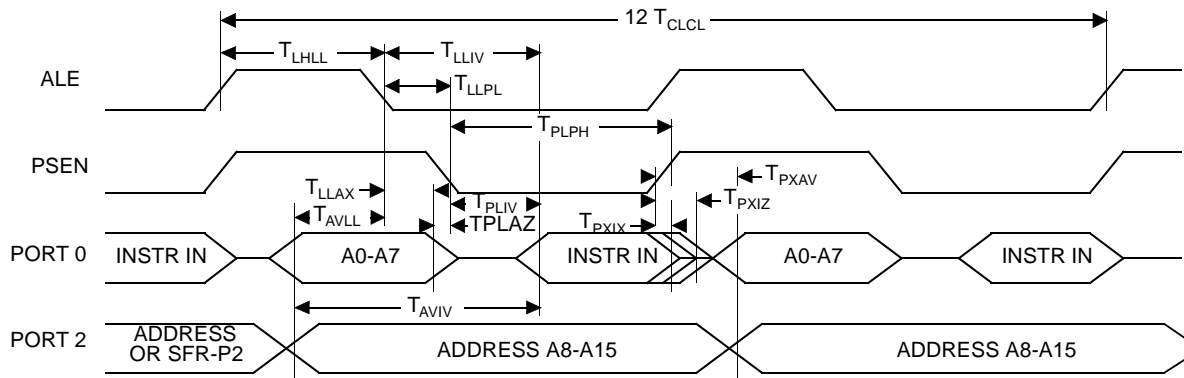 12 TCLCL
TLHLL
TLLIV
ALE
TLLPL
TPLPH
PSEN
TLLAX
TPLIV
TPXAV
TAVLL
TPLAZ
TPXIX
TPXIZ
PORT 0
INSTR IN
A0-A7
INSTR IN
A0-A7
INSTR IN
TAVIV
PORT 2
ADDRESS
OR SFR-P2
ADDRESS A8-A15
ADDRESS A8-A15